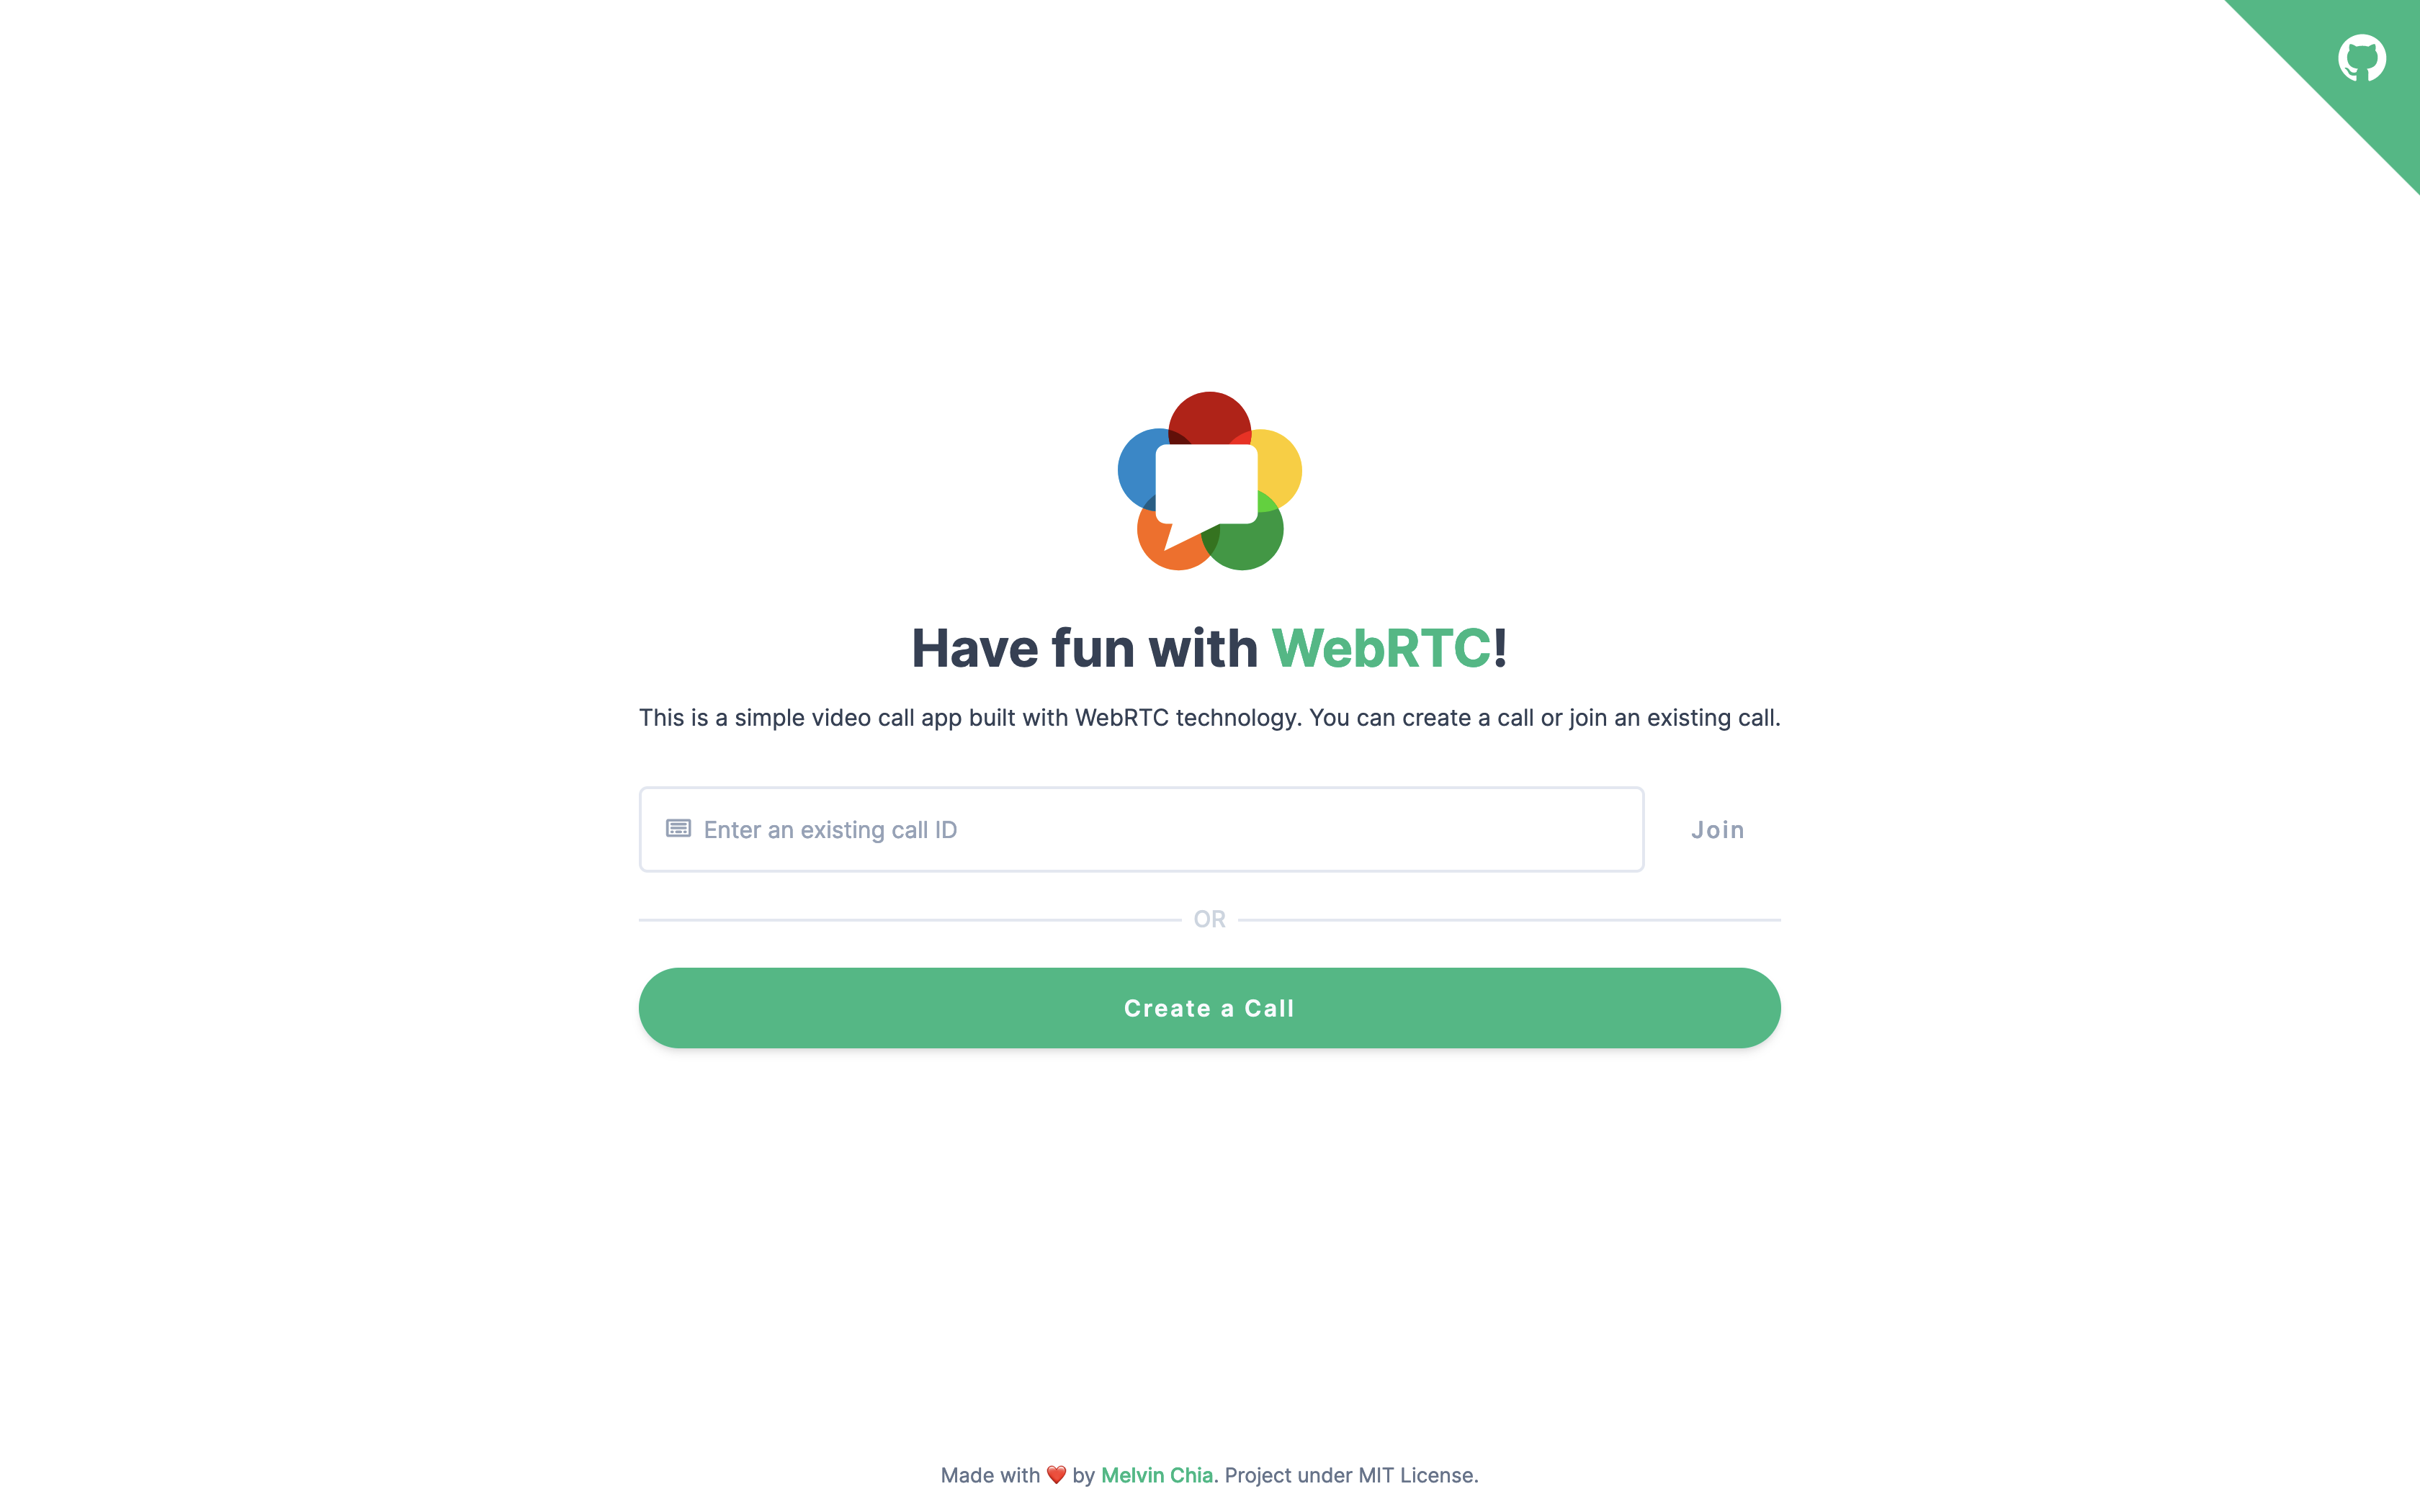 Have fun with WebRTC!
This is a simple video call app built with WebRTC technology. You can create a call or join an existing call.
Enter an existing call ID
Join
OR
Create a Call
Made with ❤️ by Melvin Chia. Project under MIT License.